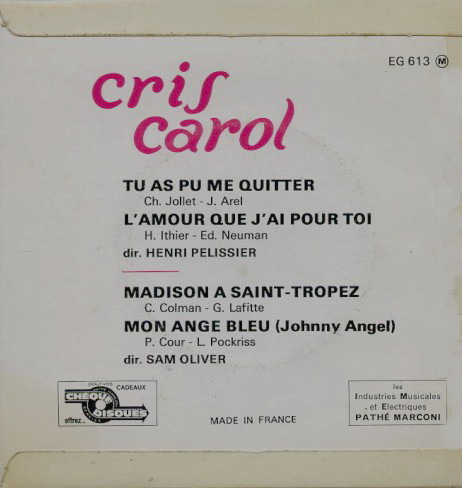 EG 613 M
cris
carol
TU AS PU ME QUITTER
Ch. Jollet - J. Arel
L'AMOUR QUE J'AI POUR TOI
H. Ithier - Ed. Neuman
dir. HENRI PELISSIER
MADISON A SAINT-TROPEZ
C. Colman - G. Lafitte
MON ANGE BLEU (Johnny Angel)
P. Cour - L. Pockriss
dir. SAM OLIVER
pour vos CADEAUX
CHEQUE
DISQUES
offrez...
MADE IN FRANCE
les
Industries Musicales
et Electriques
PATHÉ MARCONI